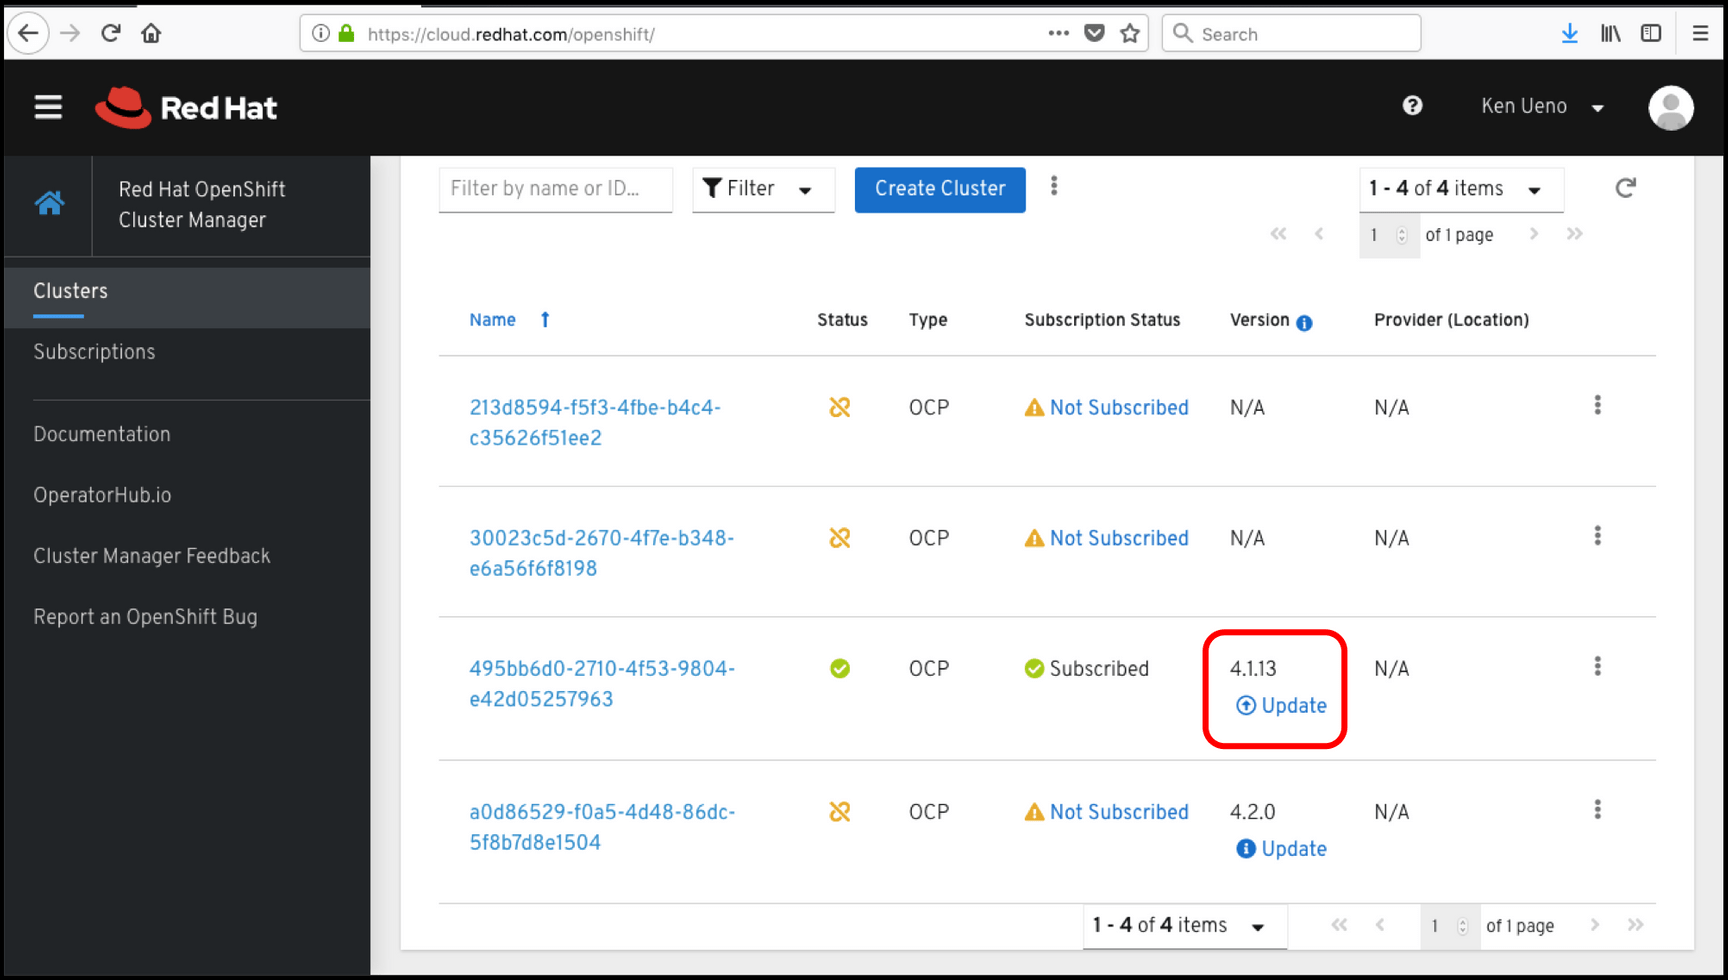 https://cloud.redhat.com/openshift/
Search
Red Hat
Ken Ueno
Red Hat OpenShift
Cluster Manager
Clusters
Subscriptions
Documentation
OperatorHub.io
Cluster Manager Feedback
Report an OpenShift Bug
Filter by name or ID...
Filter
Create Cluster
1 - 4 of 4 items
1 of 1 page
Name Status Type Subscription Status Version Provider (Location)
213d8594-f5f3-4fbe-b4c4-
c35626f51ee2
OCP Not Subscribed N/A N/A
30023c5d-2670-4f7e-b348-
e6a56f6f8198
OCP Not Subscribed N/A N/A
495bb6d0-2710-4f53-9804-
e42d05257963
OCP Subscribed 4.1.13 N/A
Update
a0d86529-f0a5-4d48-86dc-
5f8b7d8e1504
OCP Not Subscribed 4.2.0 N/A
Update
1 - 4 of 4 items
1 of 1 page